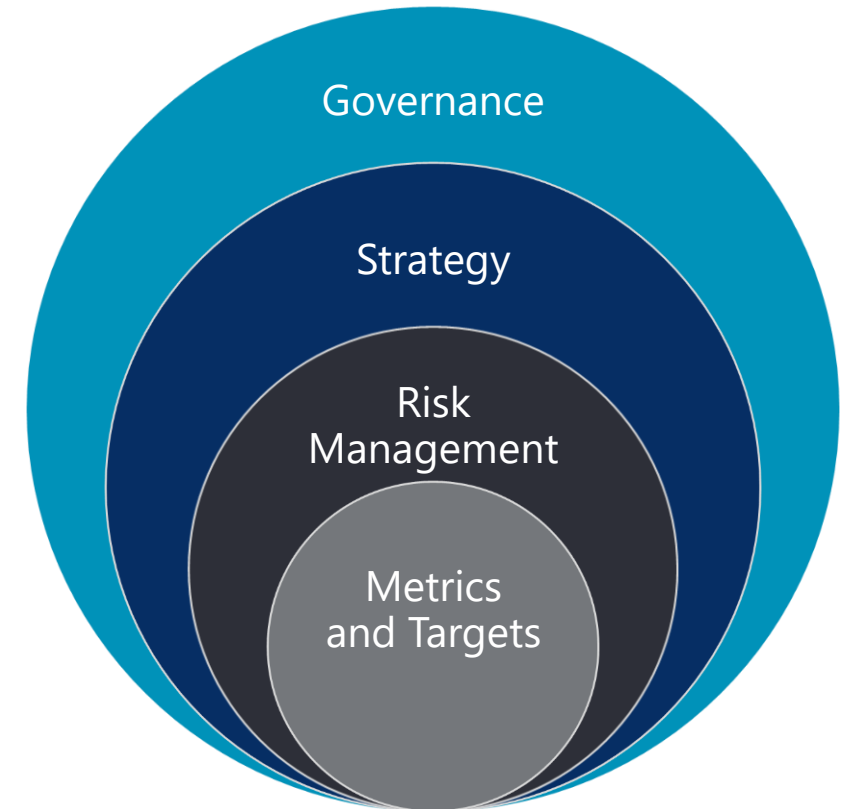 Governance
Strategy
Risk
Management
Metrics
and Targets